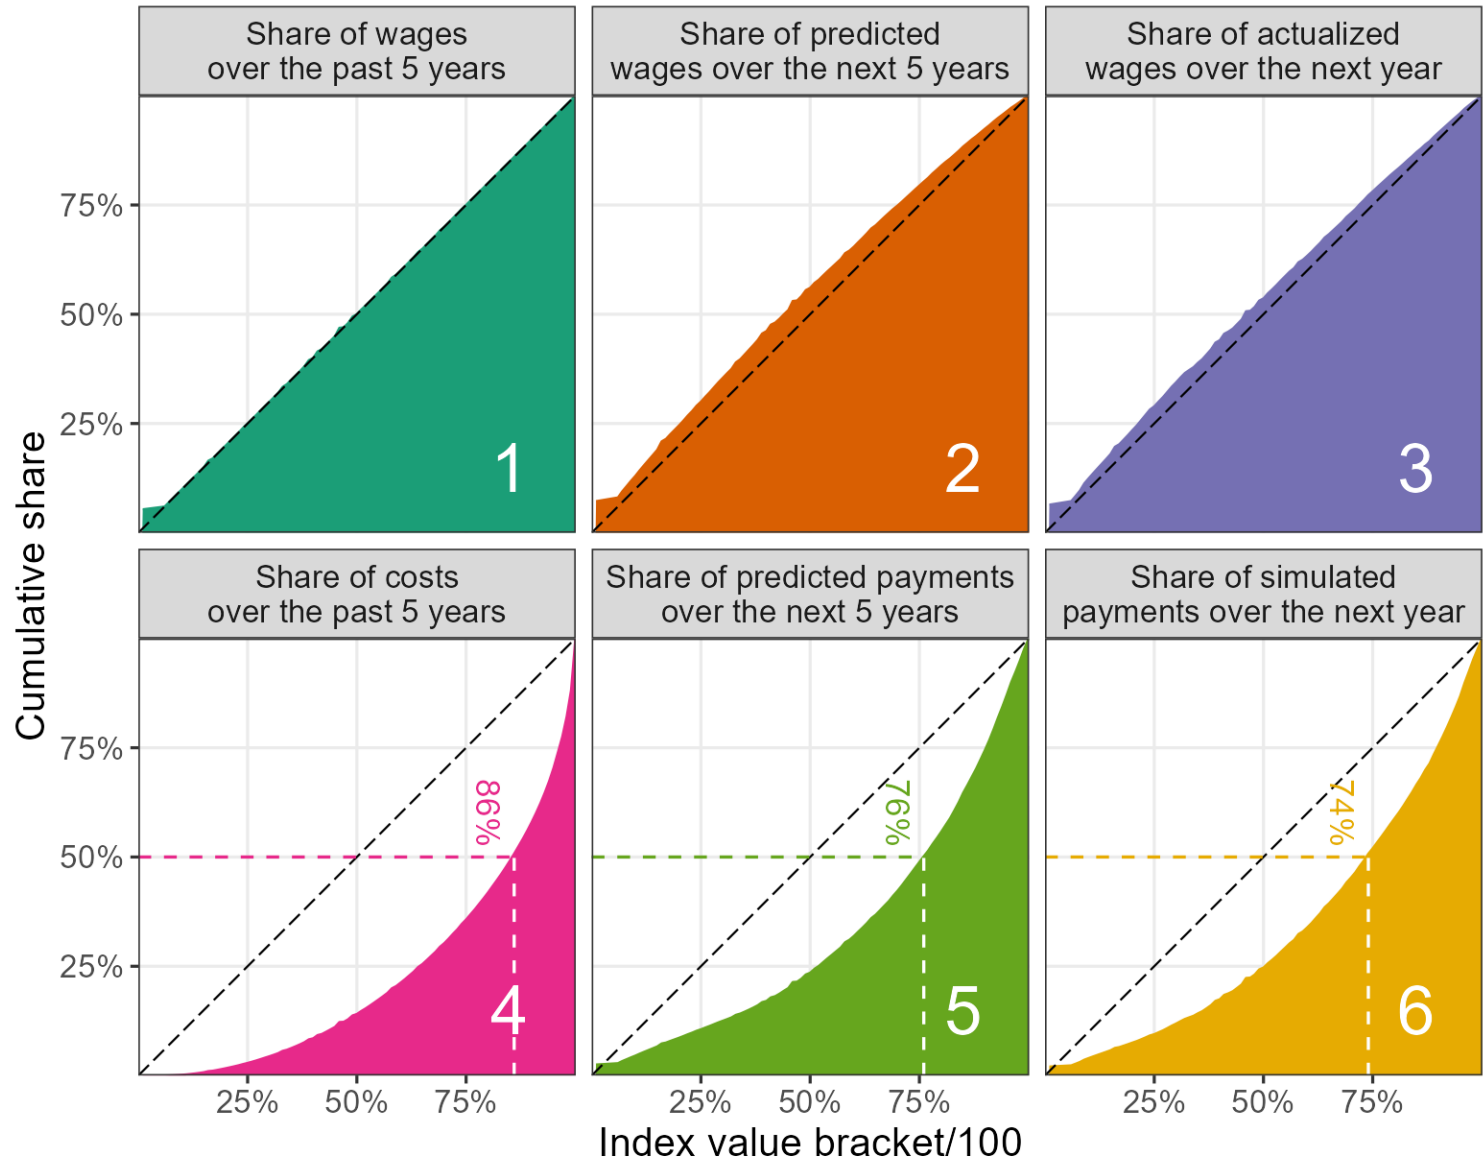 Share of wages
over the past 5 years
Share of predicted
wages over the next 5 years
Share of actualized
wages over the next year
75%
50%
25%
1
2
3
Cumulative share
Share of costs
over the past 5 years
Share of predicted payments
over the next 5 years
Share of simulated
payments over the next year
75%
50%
25%
86%
76%
74%
4
5
6
25%
50%
75%
25%
50%
75%
25%
50%
75%
Index value bracket/100